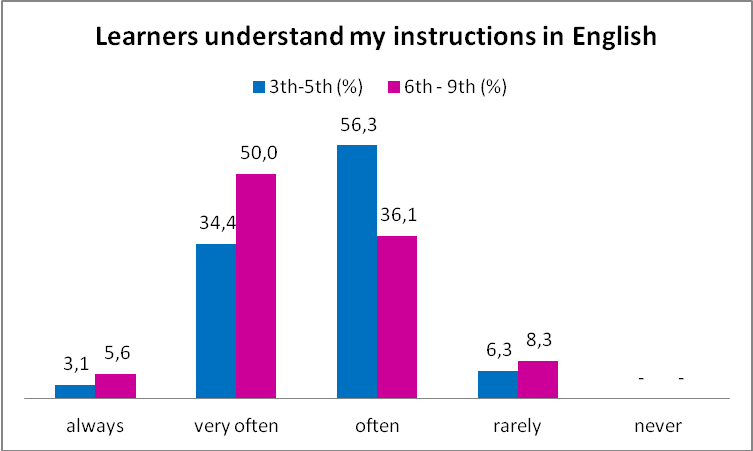 Learners understand my instructions in English
3th-5th (%) 6th - 9th (%)
3,1 5,6 34,4 50,0 56,3 36,1 6,3 8,3 - -
always very often often rarely never